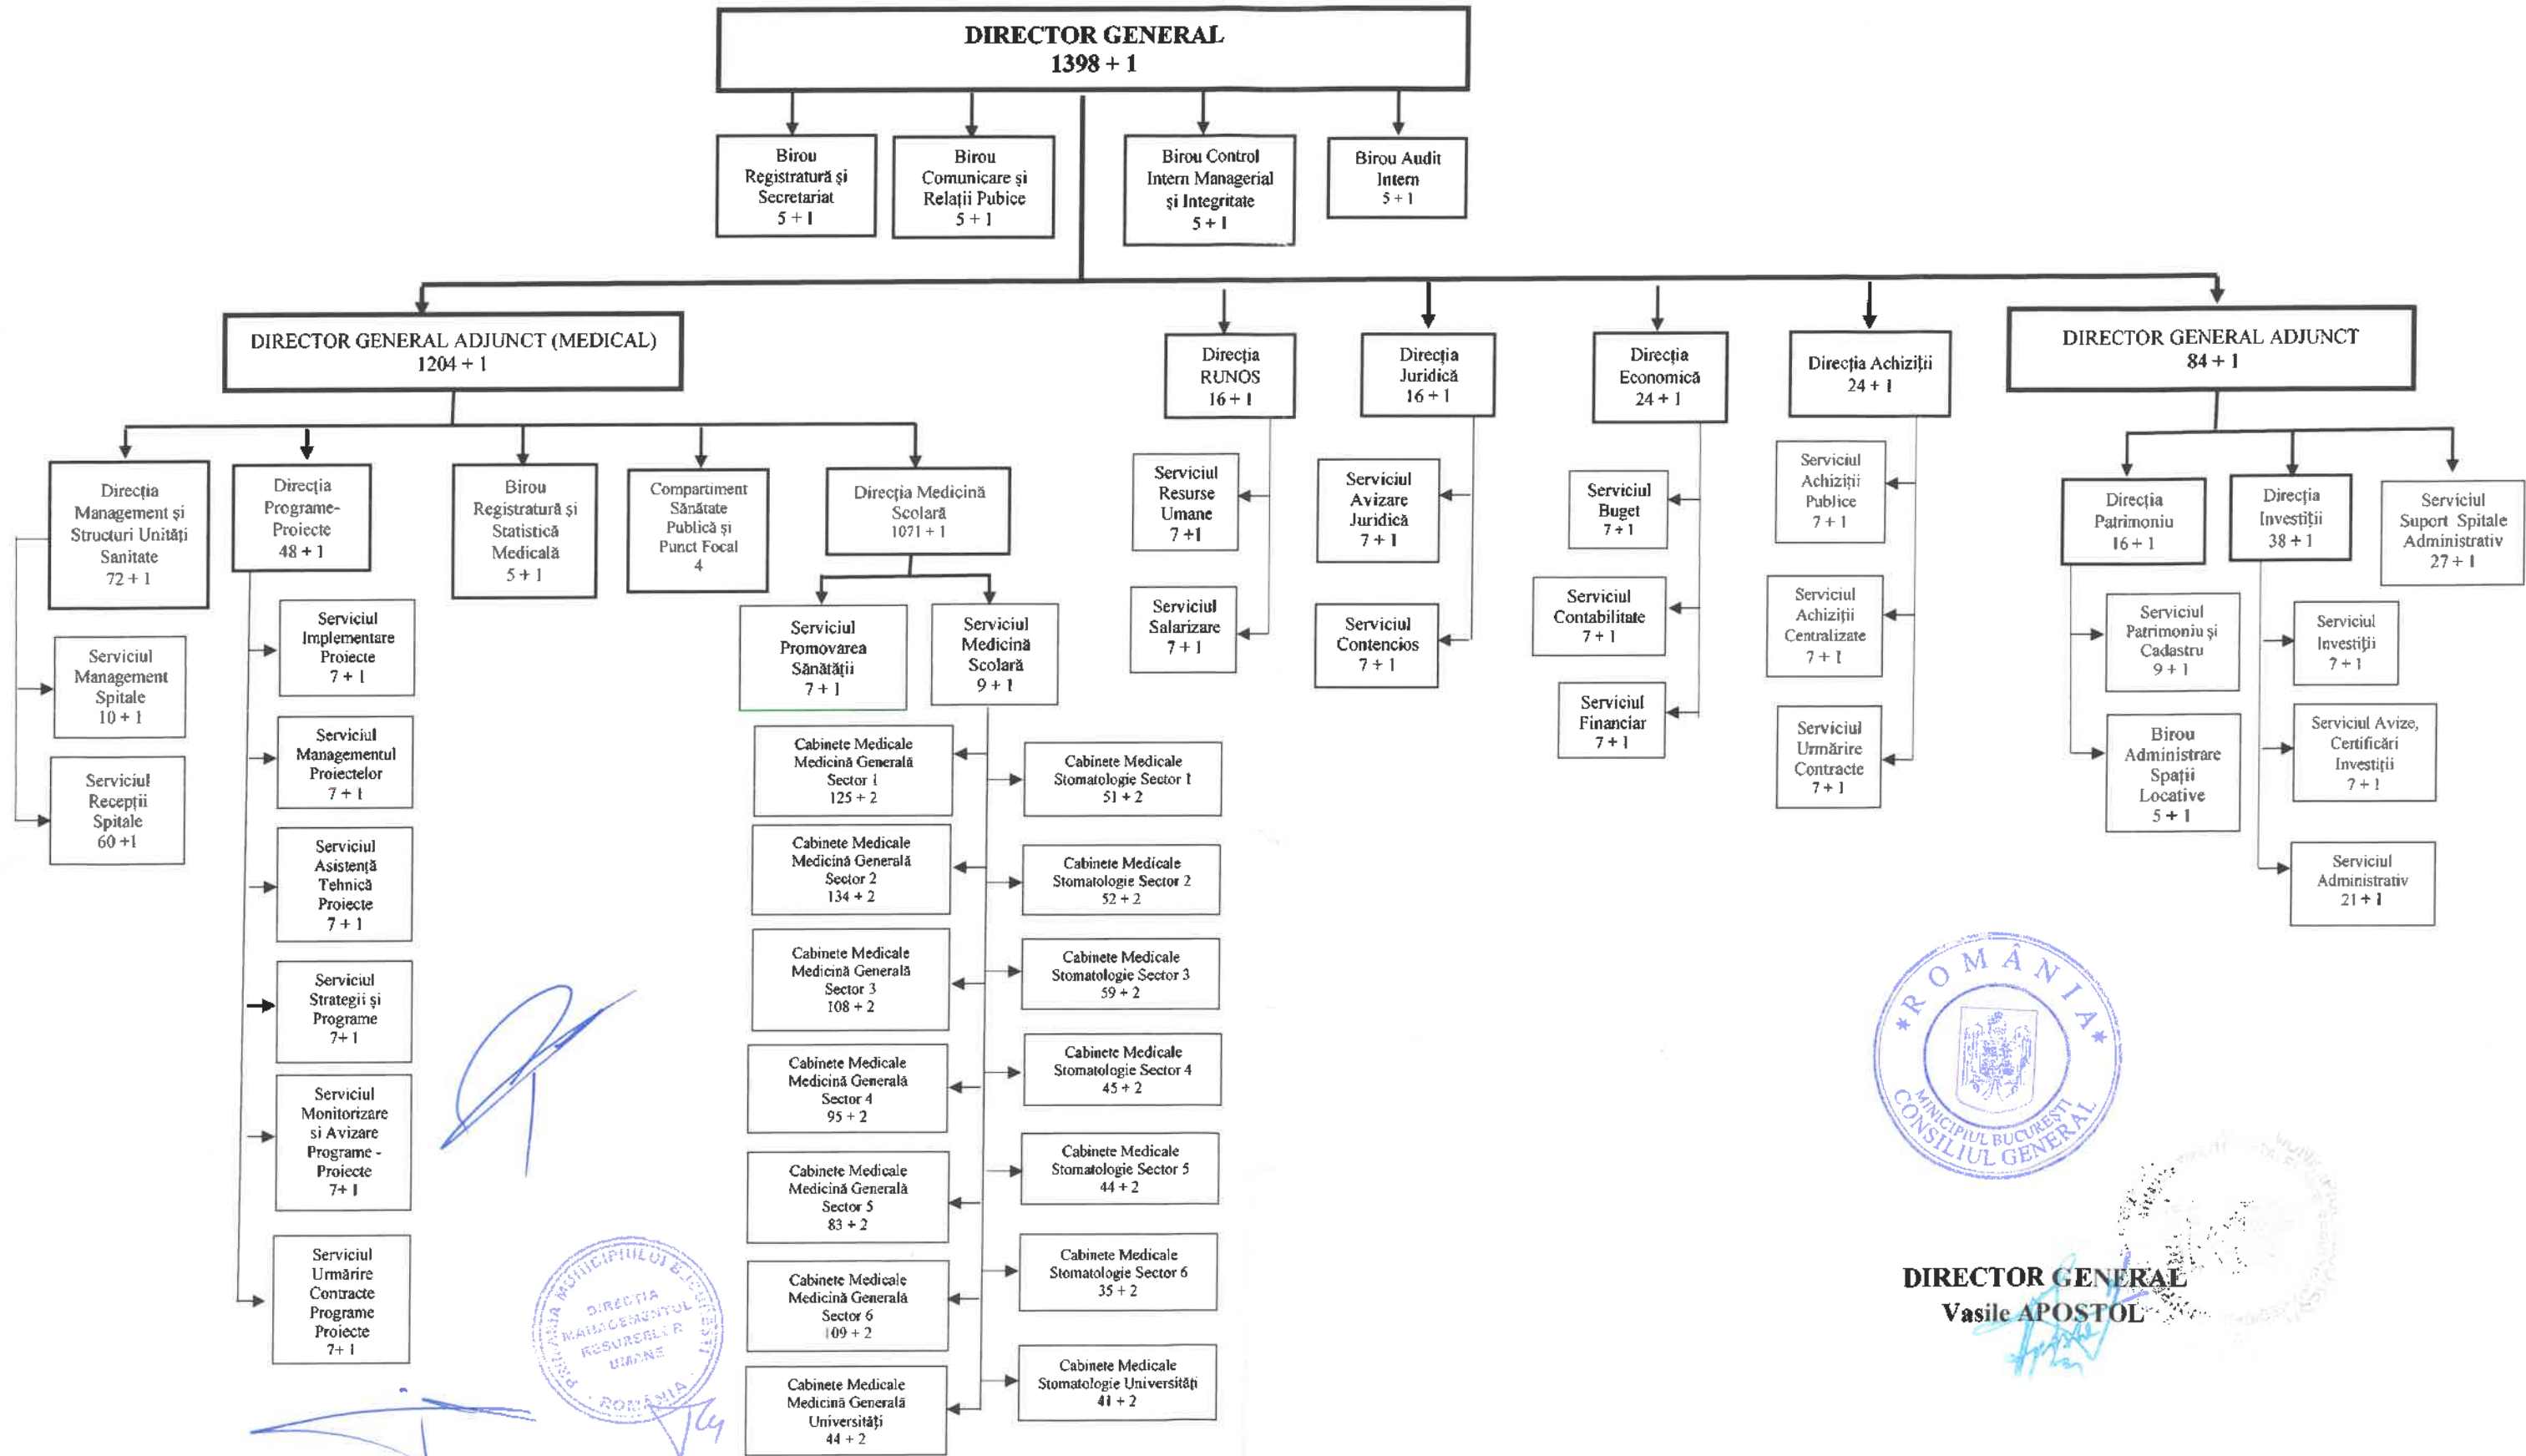 DIRECTOR GENERAL
1398 + 1
Birou
Registratură și
Secretariat
5 + 1
Birou
Comunicare și
Relații Pubice
5 + 1
Birou Control
Intern Managerial
și Integritate
5 + 1
Birou Audit
Intern
5 + 1
DIRECTOR GENERAL ADJUNCT (MEDICAL)
1204 + 1
Direcția
RUNOS
16 + 1
Direcția
Juridică
16 + 1
Direcția
Economică
24 + 1
Direcția Achiziții
24 + 1
DIRECTOR GENERAL ADJUNCT
84 + 1
Direcția
Management și
Structuri Unități
Sanitate
72 + 1
Serviciul
Management
Spitale
10 + 1
Serviciul
Recepții
Spitale
60 +1
Direcția
Programe-
Proiecte
48 + 1
Serviciul
Implementare
Proiecte
7 + 1
Serviciul
Managementul
Proiectelor
7 + 1
Serviciul
Asistență
Tehnică
Proiecte
7 + 1
Serviciul
Strategii și
Programe
7+ 1
Serviciul
Monitorizare
si Avizare
Programe -
Proiecte
7+ 1
Serviciul
Urmărire
Contracte
Programe
Proiecte
7+ 1
Birou
Registratură și
Statistică
Medicală
5 + 1
Compartiment
Sănătate
Publică și
Punct Focal
4
Direcția Medicină
Scolară
1071 + 1
Serviciul
Promovarea
Sănătății
7 + 1
Serviciul
Medicină
Scolară
9 + 1
Cabinete Medicale
Medicină Generală
Sector 1
125 + 2
Cabinete Medicale
Stomatologie Sector 1
51 + 2
Cabinete Medicale
Medicină Generală
Sector 2
134 + 2
Cabinete Medicale
Stomatologie Sector 2
52 + 2
Cabinete Medicale
Medicină Generală
Sector 3
108 + 2
Cabinete Medicale
Stomatologie Sector 3
59 + 2
Cabinete Medicale
Medicină Generală
Sector 4
95 + 2
Cabinete Medicale
Stomatologie Sector 4
45 + 2
Cabinete Medicale
Medicină Generală
Sector 5
83 + 2
Cabinete Medicale
Stomatologie Sector 5
44 + 2
Cabinete Medicale
Medicină Generală
Sector 6
109 + 2
Cabinete Medicale
Stomatologie Sector 6
35 + 2
Cabinete Medicale
Medicină Generală
Universități
44 + 2
Cabinete Medicale
Stomatologie Universități
41 + 2
Serviciul
Resurse
Umane
7 +1
Serviciul
Salarizare
7 + 1
Serviciul
Avizare
Juridică
7 + 1
Serviciul
Contencios
7 + 1
Serviciul
Buget
7 + 1
Serviciul
Contabilitate
7 + 1
Serviciul
Financiar
7 + 1
Serviciul
Achiziții
Publice
7 + 1
Serviciul
Achiziții
Centralizate
7 + 1
Serviciul
Urmărire
Contracte
7 + 1
Direcția
Patrimoniu
16 + 1
Serviciul
Patrimoniu și
Cadastru
9 + 1
Birou
Administrare
Spații
Locative
5 + 1
Direcția
Investiții
38 + 1
Serviciul
Investiții
7 + 1
Serviciul Avize,
Certificări
Investiții
7 + 1
Serviciul
Administrativ
21 + 1
Serviciul
Suport Spitale
Administrativ
27 + 1
*ROMÂNIA*
MINICIPIUL BUCUREȘTI
CONSILIUL GENERAL
PRIMĂRIA MUNICIPIULUI BUCUREȘTI
DIRECȚIA
MANAGEMENTUL
RESURSELOR
UMANE
ROMÂNIA
DIRECTOR GENERAL
Vasile APOSTOL